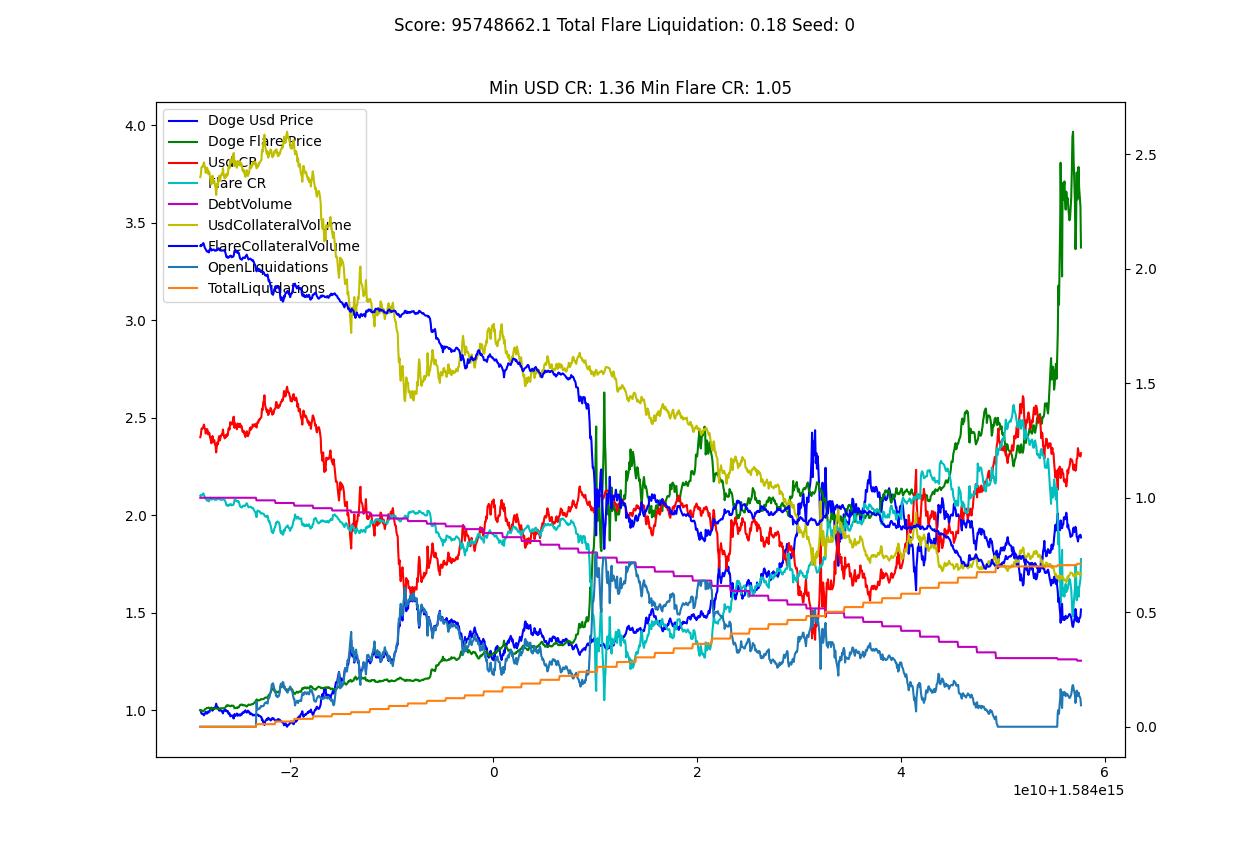 Score: 95748662.1 Total Flare Liquidation: 0.18 Seed: 0
Min USD CR: 1.36 Min Flare CR: 1.05
Doge Usd Price
Doge Flare Price
Usd CR
Flare CR
DebtVolume
UsdCollateralVolume
FlareCollateralVolume
OpenLiquidations
TotalLiquidations
4.0
3.5
3.0
2.5
2.0
1.5
1.0
2.5
2.0
1.5
1.0
0.5
0.0
−2
0
2
4
6
1e10+1.584e15